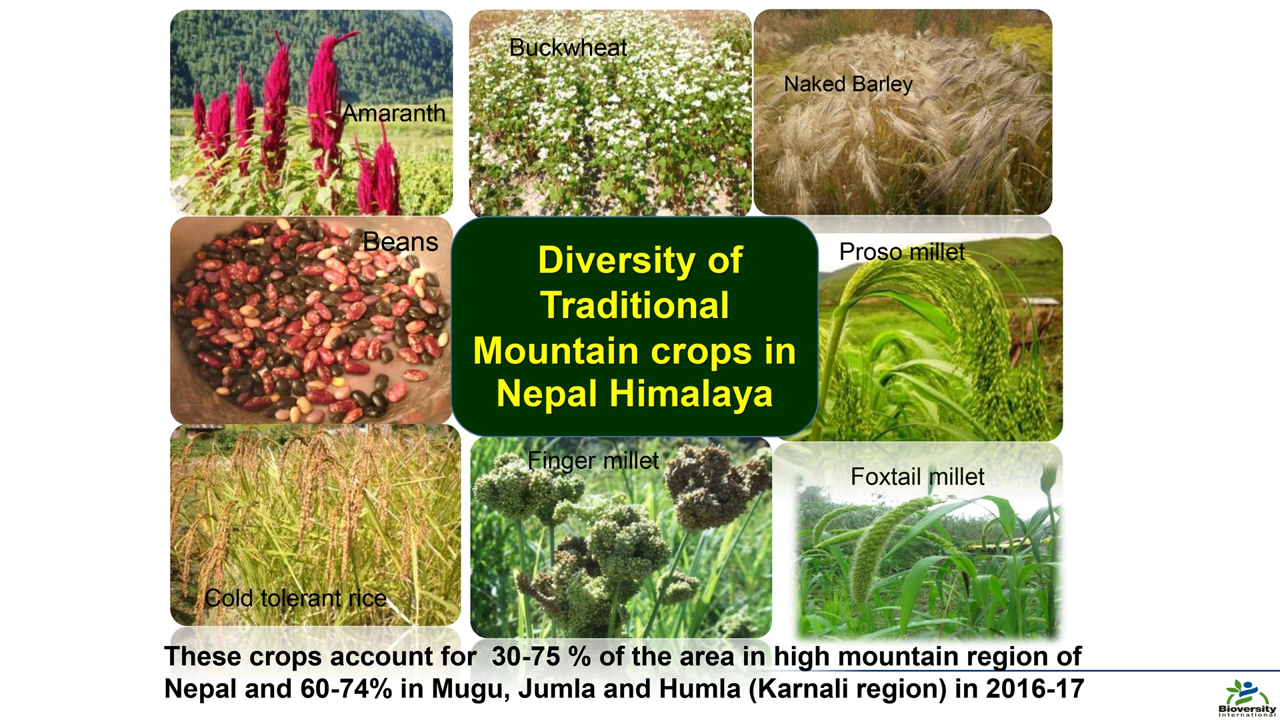 Amaranth
Buckwheat
Naked Barley
Beans
Diversity of
Traditional
Mountain crops in
Nepal Himalaya
Proso millet
Cold tolerant rice
Finger millet
Foxtail millet
These crops account for  30-75 % of the area in high mountain region of
Nepal and 60-74% in Mugu, Jumla and Humla (Karnali region) in 2016-17
Bioversity
International